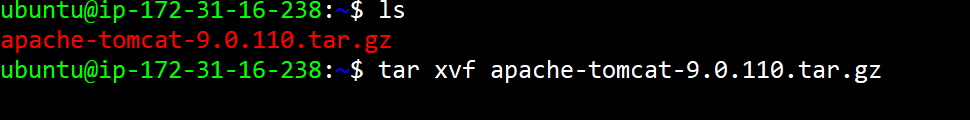 ubuntu@ip-172-31-16-238:~$ ls
apache-tomcat-9.0.110.tar.gz
ubuntu@ip-172-31-16-238:~$ tar xvf apache-tomcat-9.0.110.tar.gz